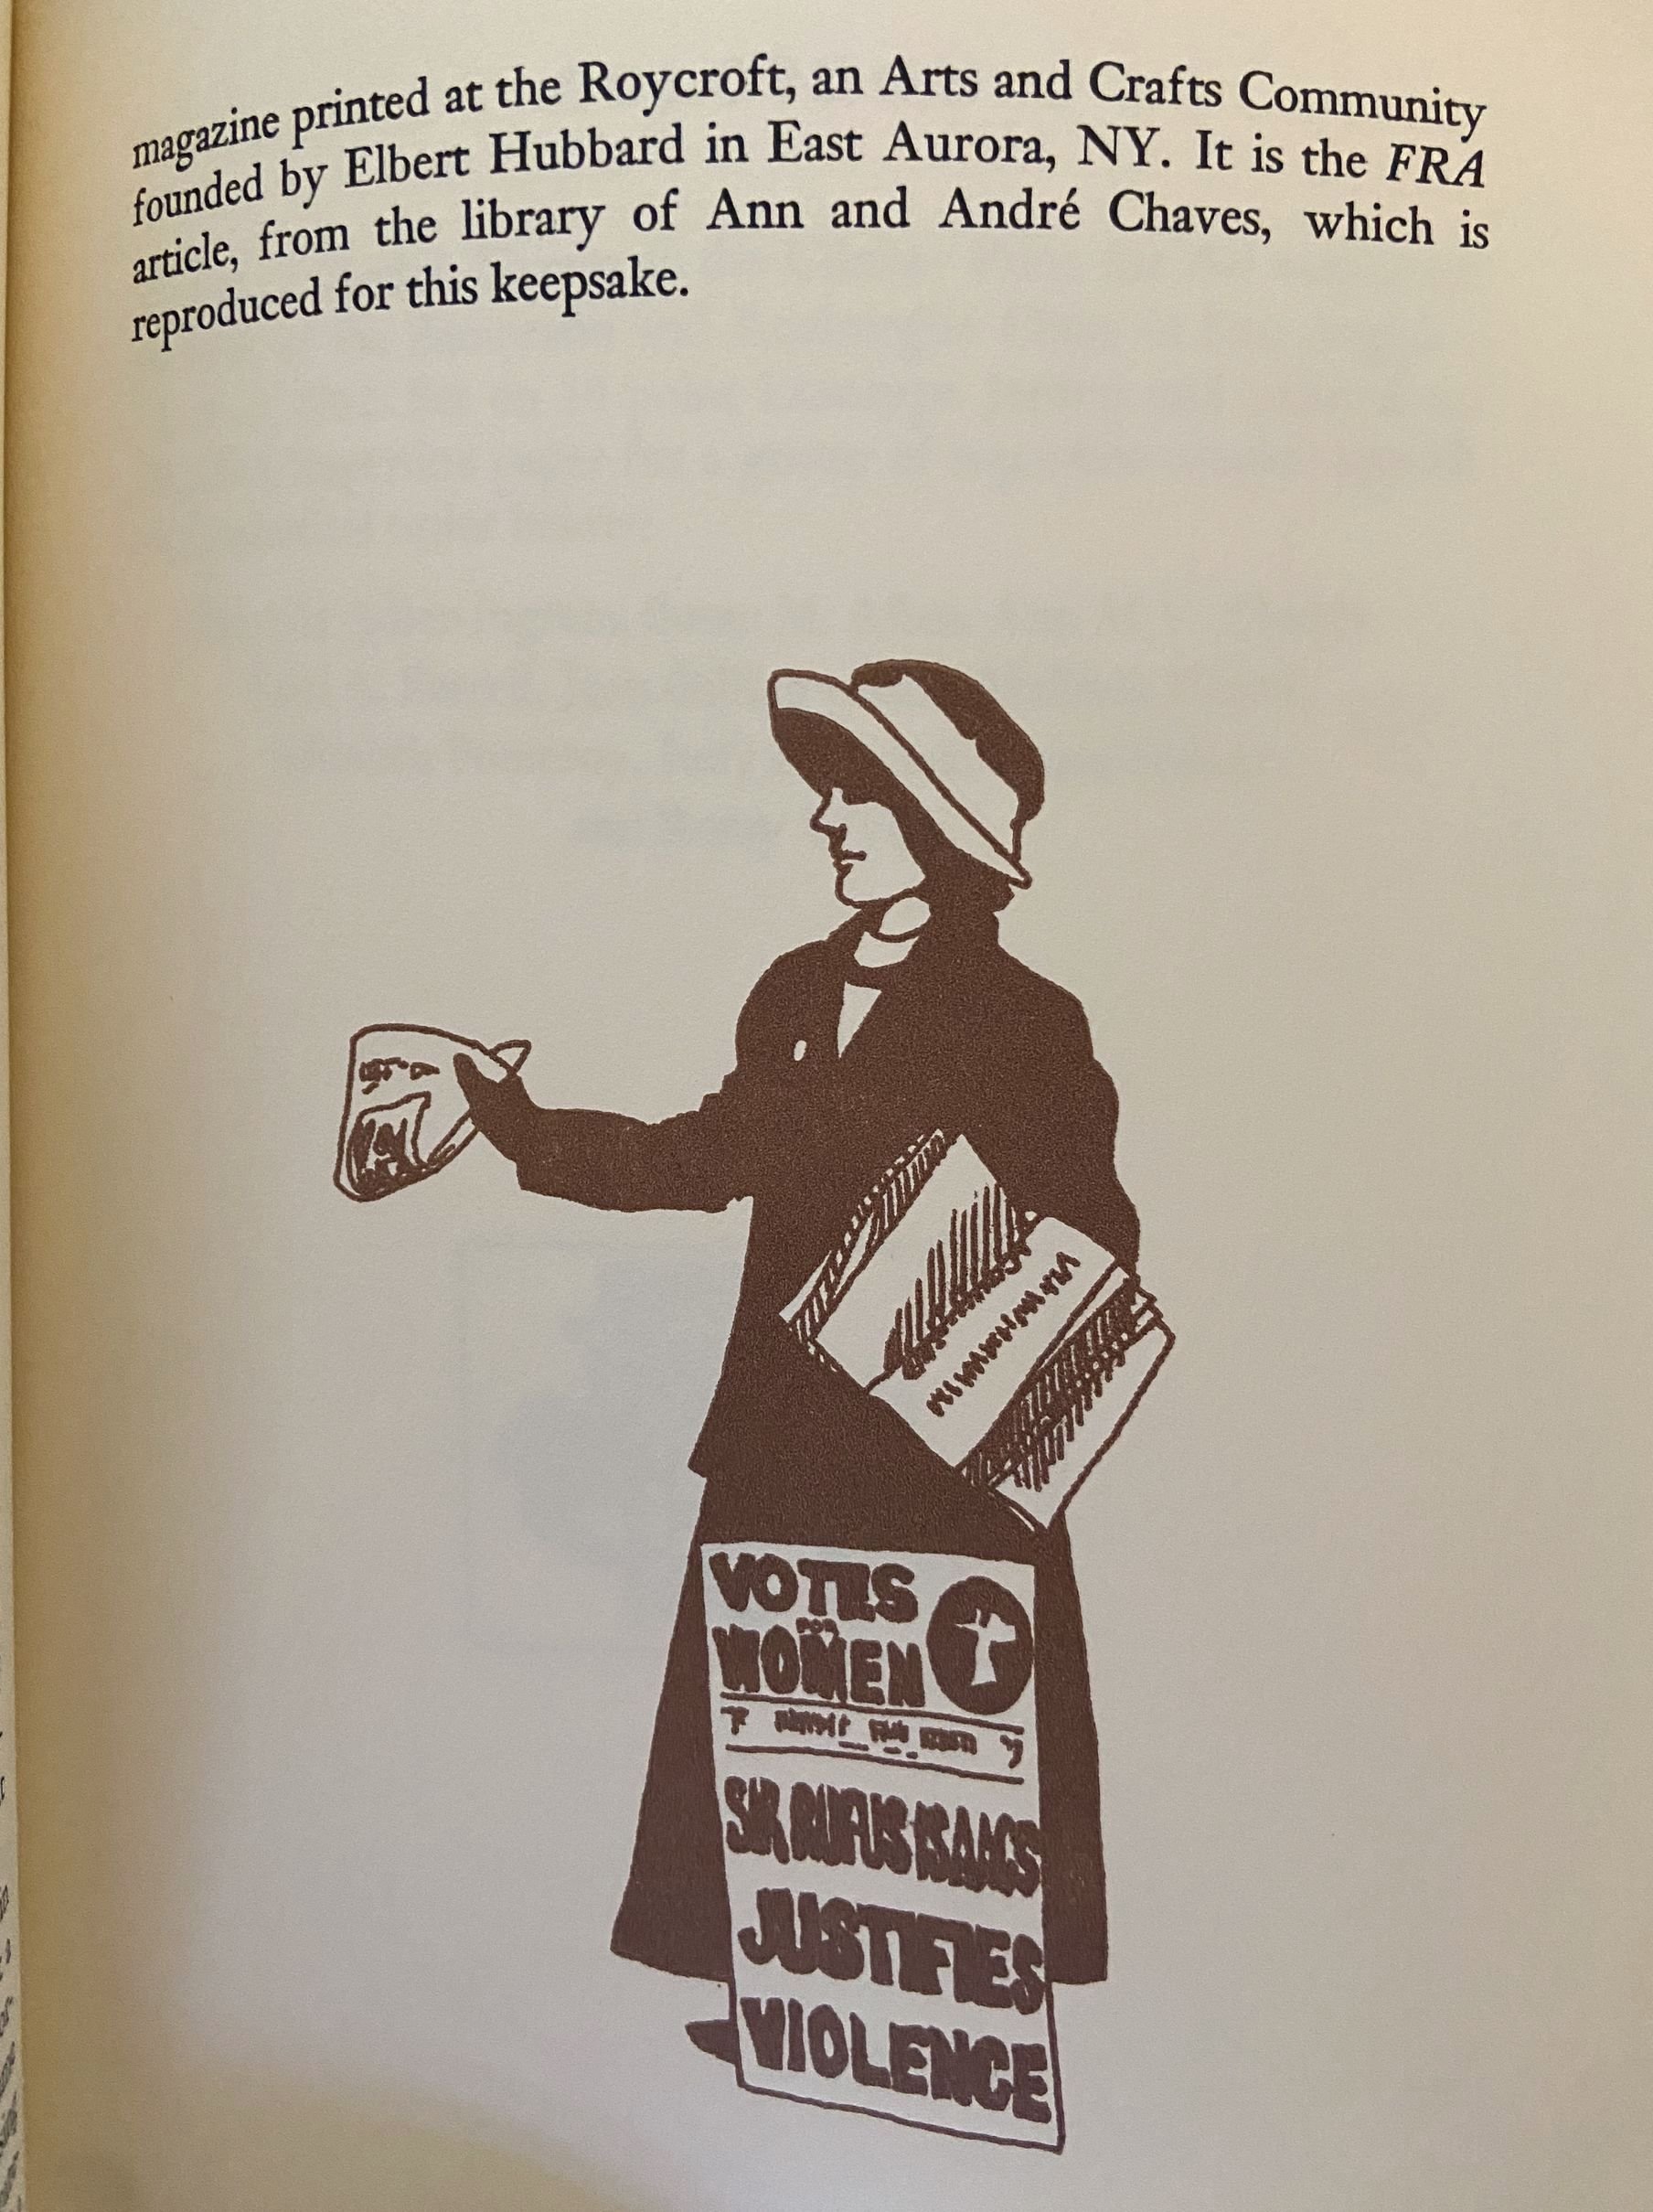 magazine printed at the Roycroft, an Arts and Crafts Community
founded by Elbert Hubbard in East Aurora, NY. It is the FRA
article, from the library of Ann and André Chaves, which is
reproduced for this keepsake.
VOTES
FOR
WOMEN
SIR RUFUS ISAACS
JUSTIFIES
VIOLENCE